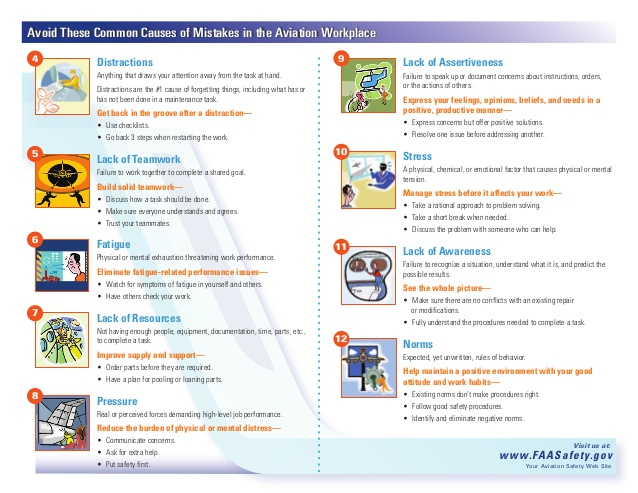 Avoid These Common Causes of Mistakes in the Aviation Workplace
4
Distractions
Anything that draws your attention away from the task at hand.
Distractions are the #1 cause of forgetting things, including what has or
has not been done in a maintenance task.
Get back in the groove after a distraction—
• Use checklists.
• Go back 3 steps when restarting the work.
5
Lack of Teamwork
Failure to work together to complete a shared goal.
Build solid teamwork—
• Discuss how a task should be done.
• Make sure everyone understands and agrees.
• Trust your teammates.
6
Fatigue
Physical or mental exhaustion threatening work performance.
Eliminate fatigue-related performance issues—
• Watch for symptoms of fatigue in yourself and others.
• Have others check your work.
7
Lack of Resources
Not having enough people, equipment, documentation, time, parts, etc.,
to complete a task.
Improve supply and support—
• Order parts before they are required.
• Have a plan for pooling or loaning parts.
8
Pressure
Real or perceived forces demanding high-level job performance.
Reduce the burden of physical or mental distress—
• Communicate concerns.
• Ask for extra help.
• Put safety first.
9
Lack of Assertiveness
Failure to speak up or document concerns about instructions, orders,
or the actions of others.
Express your feelings, opinions, beliefs, and needs in a
positive, productive manner—
• Express concerns but offer positive solutions.
• Resolve one issue before addressing another.
10
Stress
A physical, chemical, or emotional factor that causes physical or mental
tension.
Manage stress before it affects your work—
• Take a rational approach to problem solving.
• Take a short break when needed.
• Discuss the problem with someone who can help.
11
Lack of Awareness
Failure to recognize a situation, understand what it is, and predict the
possible results.
See the whole picture—
• Make sure there are no conflicts with an existing repair
or modifications.
• Fully understand the procedures needed to complete a task.
12
Norms
Expected, yet unwritten, rules of behavior.
Help maintain a positive environment with your good
attitude and work habits—
• Existing norms don't make procedures right.
• Follow good safety procedures.
• Identify and eliminate negative norms.
Visit us at:
www.FAASafety.gov
Your Aviation Safety Web Site